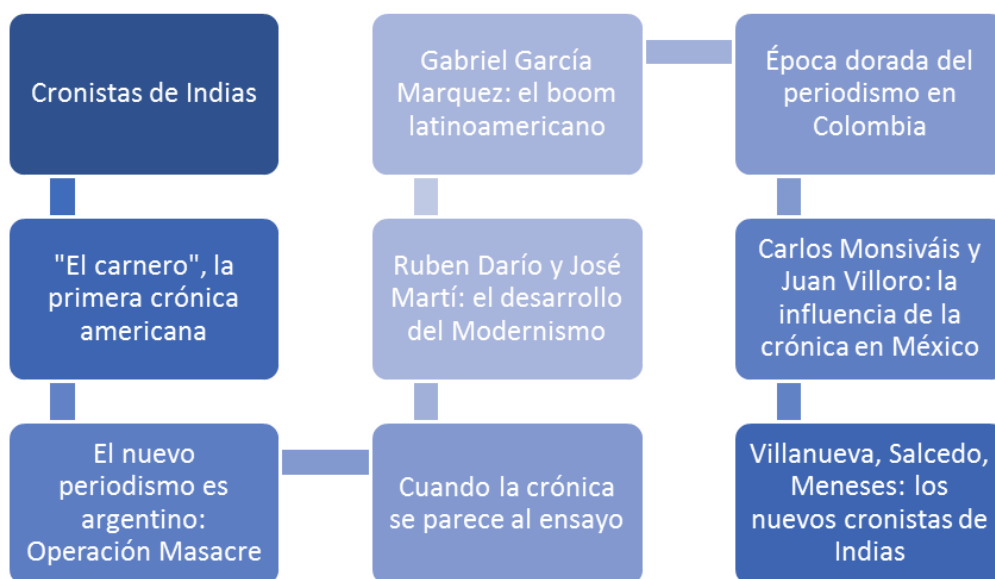 Cronistas de Indias
"El carnero", la
primera crónica
americana
El nuevo
periodismo es
argentino:
Operación Masacre
Cuando la crónica
se parece al ensayo
Ruben Darío y José
Martí: el desarrollo
del Modernismo
Gabriel García
Marquez: el boom
latinoamericano
Época dorada del
periodismo en
Colombia
Carlos Monsiváis y
Juan Villoro: la
influencia de la
crónica en México
Villanueva, Salcedo,
Meneses: los
nuevos cronistas de
Indias